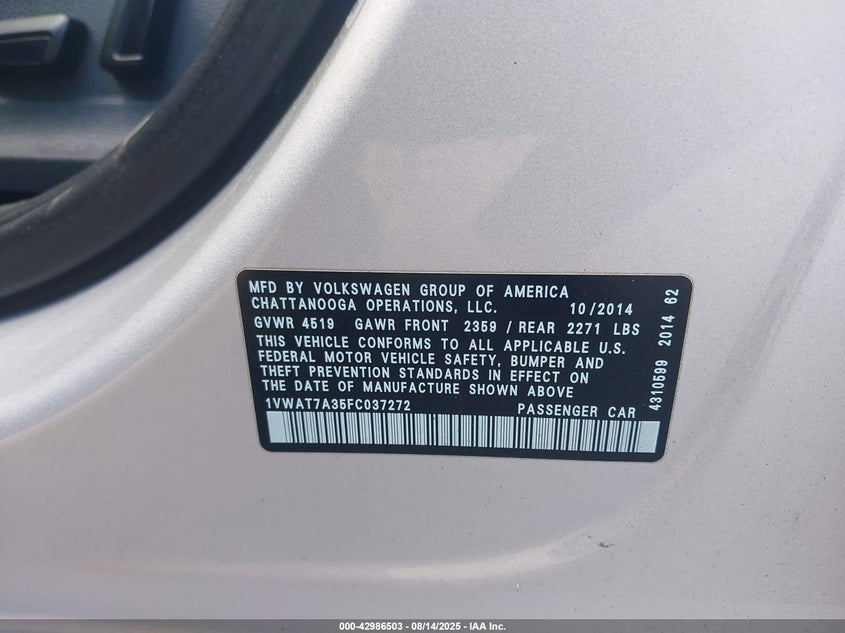 MFD BY VOLKSWAGEN GROUP OF AMERICA
CHATTANOOGA OPERATIONS, LLC. 10/2014
GVWR 4519 GAWR FRONT 2359 / REAR 2271 LBS
THIS VEHICLE CONFORMS TO ALL APPLICABLE U.S.
FEDERAL MOTOR VEHICLE SAFETY, BUMPER AND
THEFT PREVENTION STANDARDS IN EFFECT ON
THE DATE OF MANUFACTURE SHOWN ABOVE
1VWAT7A35FC037272 PASSENGER CAR
4310599 2014 62
000-42986503 - 08/14/2025 - IAA Inc.